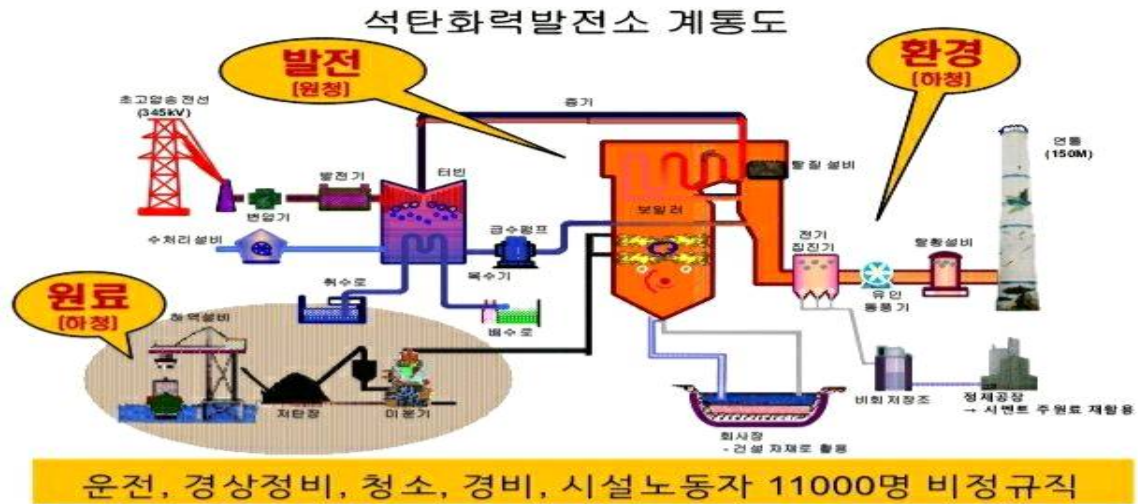 석탄화력발전소 계통도
발전
(원청)
환경
(하청)
초고압송전선
(345kV)
증기
연돌
(150M)
발전기
터빈
탈질설비
변압기
보일러
수처리설비
급수펌프
전기
집진기
탈황설비
복수기
유인
통풍기
원료
(하청)
취수로
배수로
하역설비
저탄장
미분기
비회저장조
정제공장
→ 시멘트 주원료 재활용
회사장
- 건설 자재로 활용
운전, 경상정비, 청소, 경비, 시설노동자 11000명 비정규직